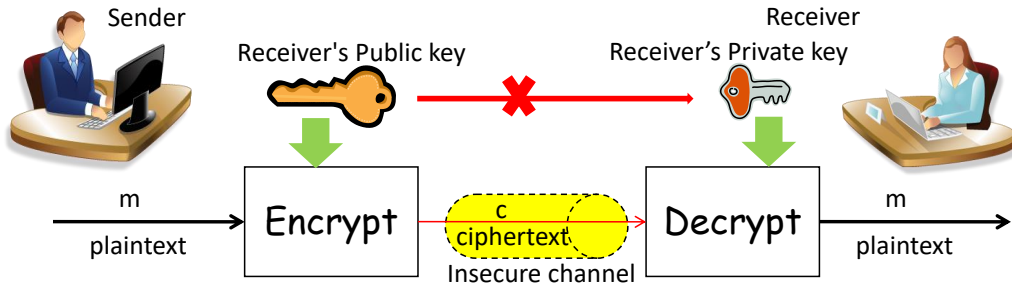 Sender
Receiver
Receiver's Public key
Receiver’s Private key
m
plaintext
Encrypt
c
ciphertext
Insecure channel
Decrypt
m
plaintext